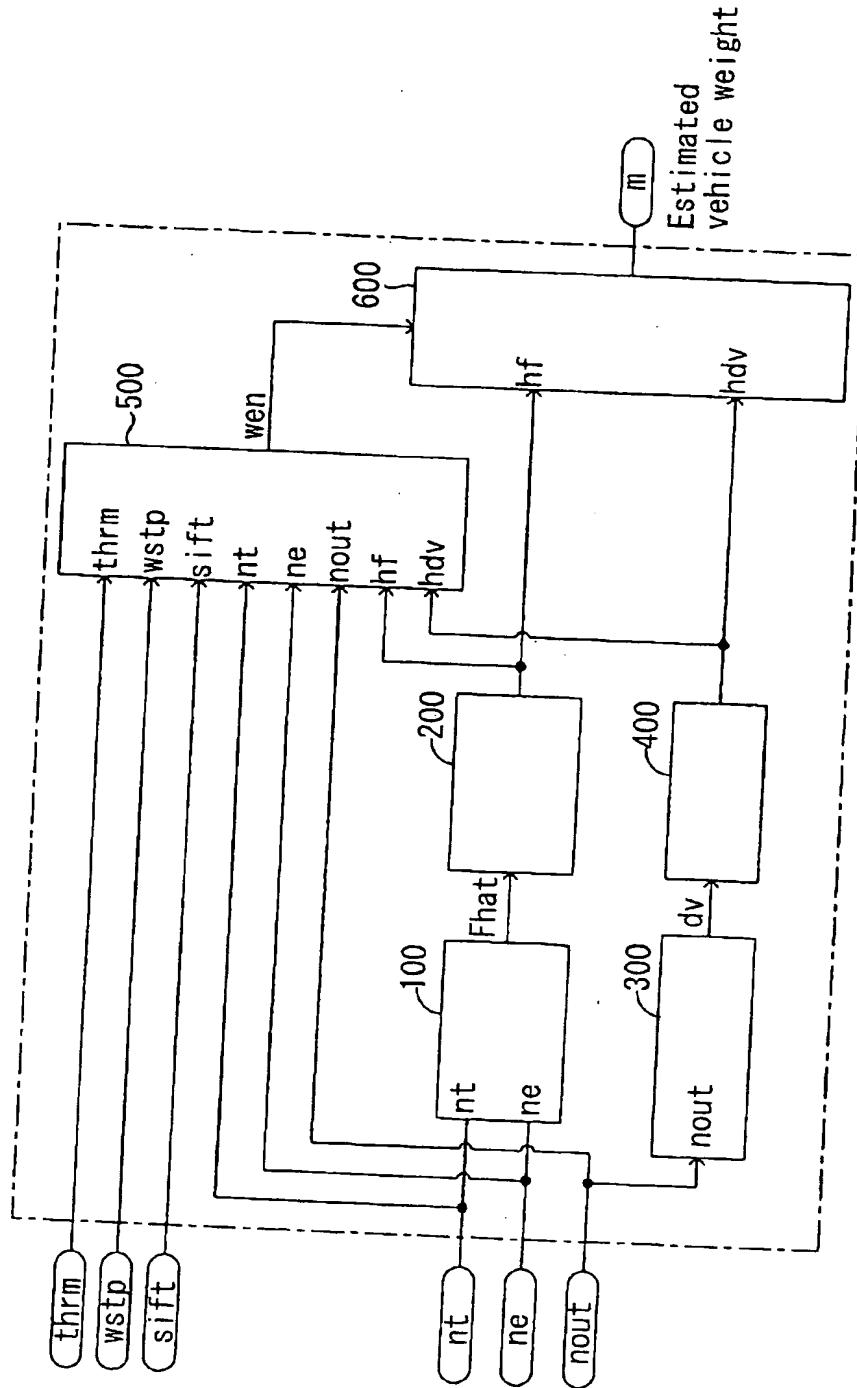 thrm
wstp
sift
nt
ne
nout
500
thrm
wstp
sift
nt
ne
nout
hf
hdv
wen
100
nt
ne
Fhat
200
300
nout
dv
400
600
hf
hdv
m
Estimated
vehicle weight